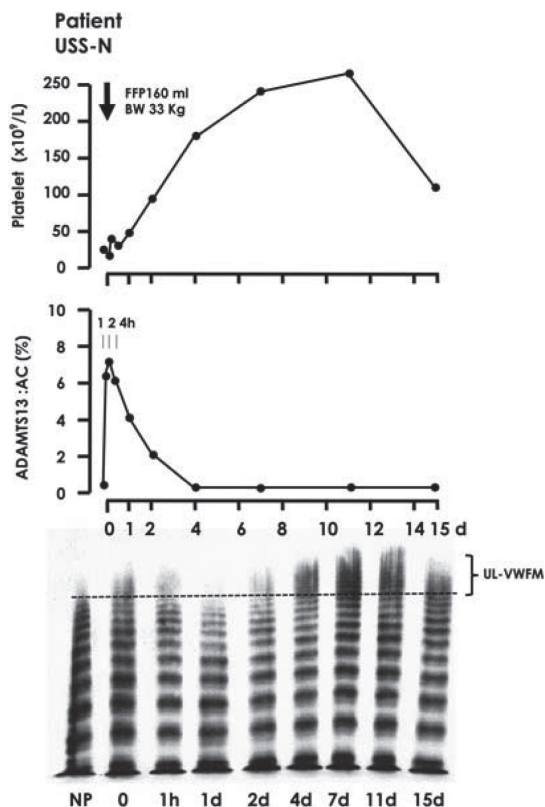 Patient
USS-N
FFP160 ml
BW 33 Kg
Platelet (x10⁹/L)
250
200
150
100
50
0
ADAMTS13 :AC (%)
10
8
6
4
2
0
1 2 4h
0 1 2 4 6 8 10 12 14 15 d
UL-VWFM
NP 0 1h 1d 2d 4d 7d 11d 15d